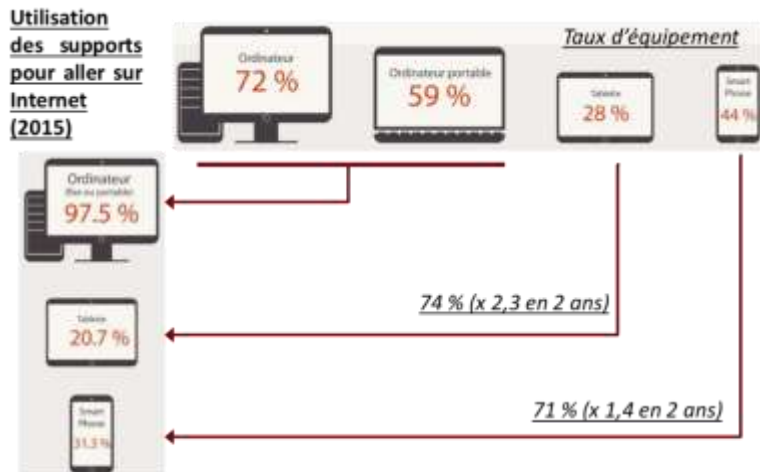 Utilisation
des supports
pour aller sur
Internet
(2015)
Taux d'équipement
Ordinateur
72 %
Ordinateur portable
59 %
Tablette
28 %
Smart
Phone
44 %
Ordinateur
(fixe ou portable)
97.5 %
74 % (x 2,3 en 2 ans)
Tablette
20.7 %
71 % (x 1,4 en 2 ans)
Smart
Phone
31.3 %